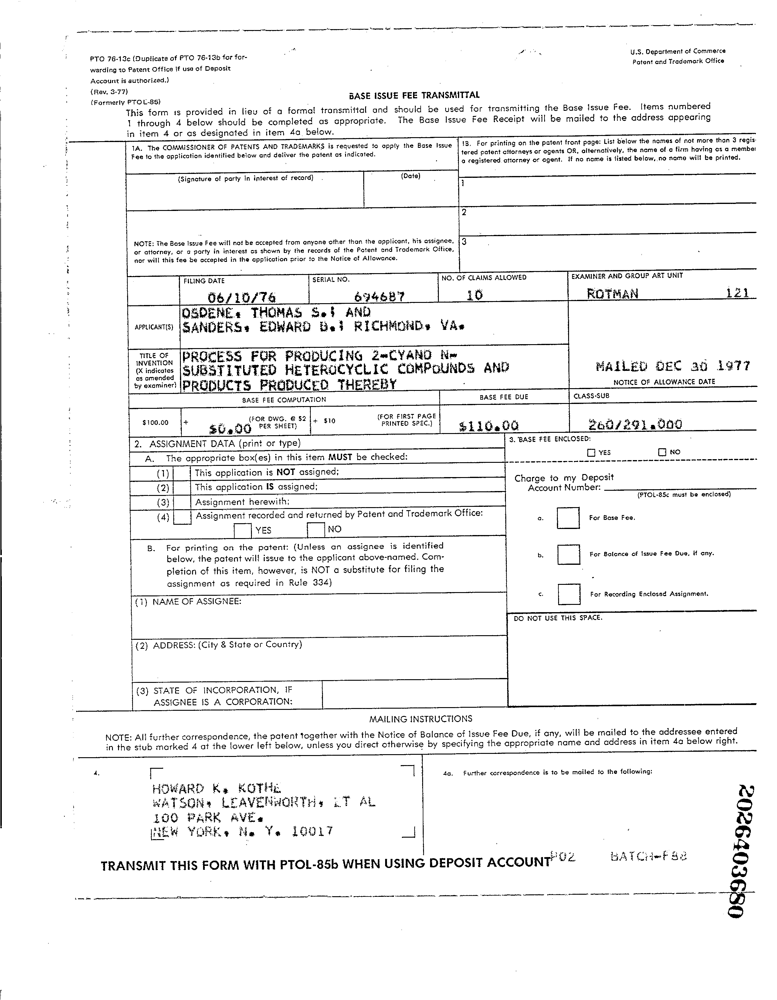 PTO 76-13c (Duplicate of PTO 76-13b for for-
warding to Patent Office if use of Deposit
Account is authorized.)
(Rev. 3-77)
(Formerly PTOL-85)
U.S. Department of Commerce
Patent and Trademark Office
BASE ISSUE FEE TRANSMITTAL
This form is provided in lieu of a formal transmittal and should be used for transmitting the Base Issue Fee. Items numbered
1 through 4 below should be completed as appropriate. The Base Issue Fee Receipt will be mailed to the address appearing
in item 4 or as designated in item 4a below.
1A. The COMMISSIONER OF PATENTS AND TRADEMARKS is requested to apply the Base Issue
Fee to the application identified below and deliver the patent as indicated.
(Signature of party in interest of record) (Date)
NOTE: The Base Issue Fee will not be accepted from anyone other than the applicant, his assignee,
or attorney, or a party in interest as shown by the records of the Patent and Trademark Office,
nor will this fee be accepted in the application prior to the Notice of Allowance.
1B. For printing on the patent front page: List below the names of not more than 3 regis
tered patent attorneys or agents OR, alternatively, the name of a firm having as a member
a registered attorney or agent. If no name is listed below, no name will be printed.
1
2
3
FILING DATE SERIAL NO. NO. OF CLAIMS ALLOWED EXAMINER AND GROUP ART UNIT
06/10/76 694687 10 ROTMAN 121
APPLICANT(S)
OSDENE, THOMAS S.; AND
SANDERS, EDWARD B.; RICHMOND, VA.
TITLE OF
INVENTION
(X indicates
as amended
by examiner)
PROCESS FOR PRODUCING 2-CYANO N-
SUBSTITUTED HETEROCYCLIC COMPOUNDS AND
PRODUCTS PRODUCED THEREBY
MAILED DEC 30 1977
NOTICE OF ALLOWANCE DATE
BASE FEE COMPUTATION BASE FEE DUE CLASS-SUB
$100.00 + $0.00 (FOR DWG. @ $2 PER SHEET) + $10 (FOR FIRST PAGE PRINTED SPEC.) $110.00 260/291.000
2. ASSIGNMENT DATA (print or type)
A. The appropriate box(es) in this item MUST be checked:
(1) This application is NOT assigned;
(2) This application IS assigned;
(3) Assignment herewith;
(4) Assignment recorded and returned by Patent and Trademark Office:
YES NO
B. For printing on the patent: (Unless an assignee is identified
below, the patent will issue to the applicant above-named. Com-
pletion of this item, however, is NOT a substitute for filing the
assignment as required in Rule 334)
(1) NAME OF ASSIGNEE:
(2) ADDRESS: (City & State or Country)
(3) STATE OF INCORPORATION, IF
ASSIGNEE IS A CORPORATION:
3. BASE FEE ENCLOSED:
YES NO
Charge to my Deposit
Account Number:
(PTOL-85c must be enclosed)
a. For Base Fee.
b. For Balance of Issue Fee Due, if any.
c. For Recording Enclosed Assignment.
DO NOT USE THIS SPACE.
MAILING INSTRUCTIONS
NOTE: All further correspondence, the patent together with the Notice of Balance of Issue Fee Due, if any, will be mailed to the addressee entered
in the stub marked 4 at the lower left below, unless you direct otherwise by specifying the appropriate name and address in item 4a below right.
4.
HOWARD K. KOTHE
WATSON, LEAVENWORTH, ET AL
100 PARK AVE.
NEW YORK, N. Y. 10017
4a. Further correspondence is to be mailed to the following:
TRANSMIT THIS FORM WITH PTOL-85b WHEN USING DEPOSIT ACCOUNT
P02 BATCH-F88
2026403680